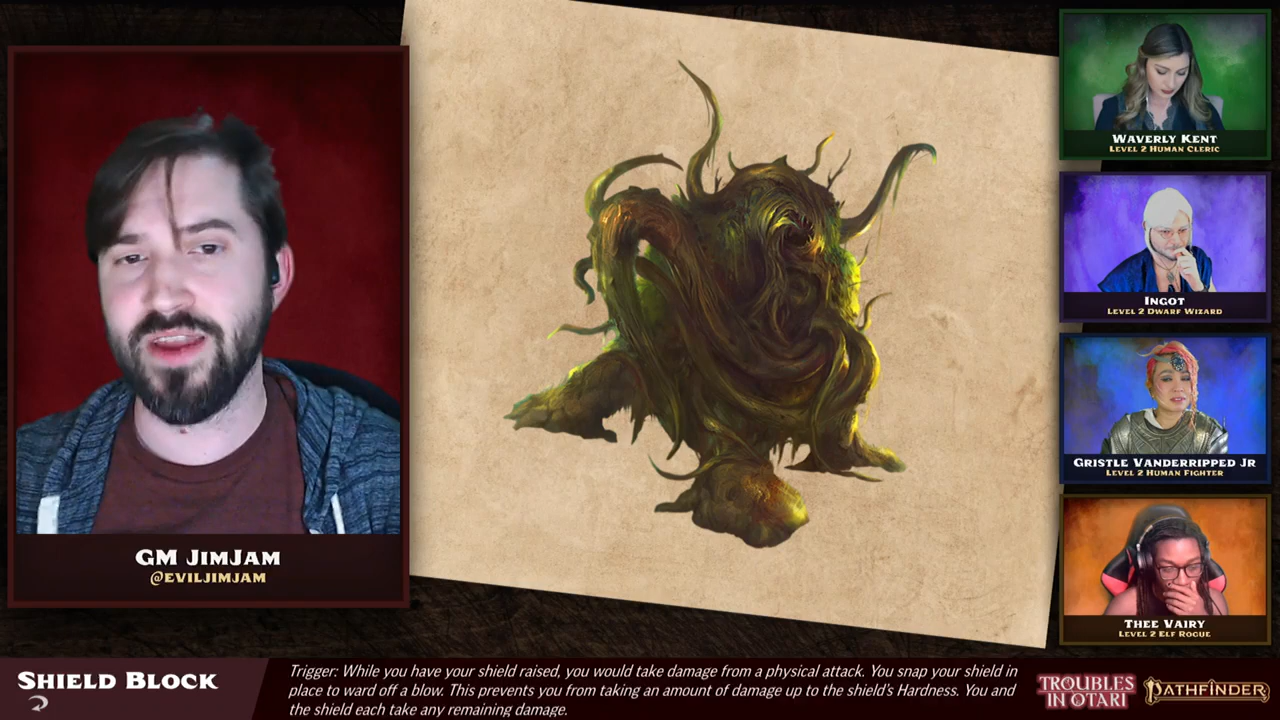 WAVERLY KENT
LEVEL 2 HUMAN CLERIC
INGOT
LEVEL 2 DWARF WIZARD
GRISTLE VANDERRIPPED JR
LEVEL 2 HUMAN FIGHTER
THEE VAIRY
LEVEL 2 ELF ROGUE
GM JIMJAM
@EVILJIMJAM
SHIELD BLOCK
Trigger: While you have your shield raised, you would take damage from a physical attack. You snap your shield in
place to ward off a blow. This prevents you from taking an amount of damage up to the shield's Hardness. You and
the shield each take any remaining damage.
TROUBLES
IN OTARI
PATHFINDER